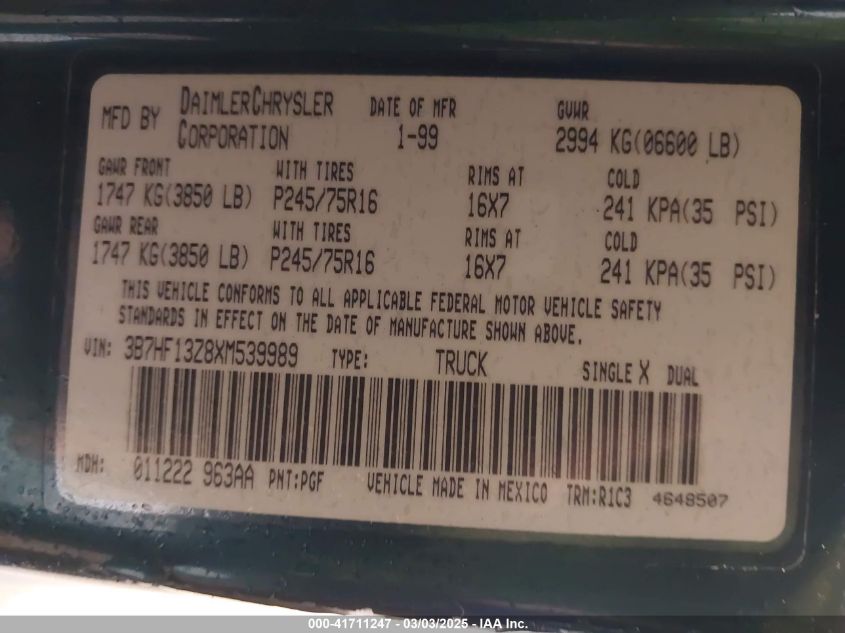 MFD BY DAIMLERCHRYSLER CORPORATION DATE OF MFR 1-99 GVWR 2994 KG(06600 LB)
GAWR FRONT WITH TIRES RIMS AT COLD
1747 KG(3850 LB) P245/75R16 16X7 241 KPA(35 PSI)
GAWR REAR WITH TIRES RIMS AT COLD
1747 KG(3850 LB) P245/75R16 16X7 241 KPA(35 PSI)
THIS VEHICLE CONFORMS TO ALL APPLICABLE FEDERAL MOTOR VEHICLE SAFETY
STANDARDS IN EFFECT ON THE DATE OF MANUFACTURE SHOWN ABOVE.
VIN: 3B7HF13Z8XM539989 TYPE: TRUCK SINGLE X DUAL
MDH: 011222 963AA PNT:PGF VEHICLE MADE IN MEXICO TRM:R1C3 4648507
000-41711247 - 03/03/2025 - IAA Inc.